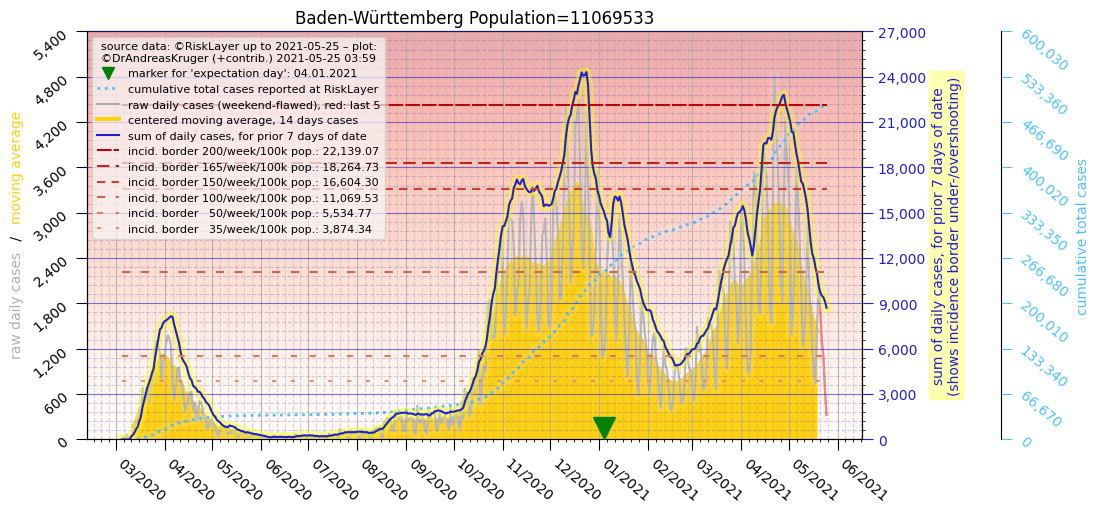 Baden-Württemberg Population=11069533
source data: ©RiskLayer up to 2021-05-25 – plot:
©DrAndreasKruger (+contrib.) 2021-05-25 03:59
marker for 'expectation day': 04.01.2021
cumulative total cases reported at RiskLayer
raw daily cases (weekend-flawed), red: last 5
centered moving average, 14 days cases
sum of daily cases, for prior 7 days of date
incid. border 200/week/100k pop.: 22,139.07
incid. border 165/week/100k pop.: 18,264.73
incid. border 150/week/100k pop.: 16,604.30
incid. border 100/week/100k pop.: 11,069.53
incid. border 50/week/100k pop.: 5,534.77
incid. border 35/week/100k pop.: 3,874.34
raw daily cases / moving average
5,400
4,800
4,200
3,600
3,000
2,400
1,800
1,200
600
0
03/2020
04/2020
05/2020
06/2020
07/2020
08/2020
09/2020
10/2020
11/2020
12/2020
01/2021
02/2021
03/2021
04/2021
05/2021
06/2021
27,000
24,000
21,000
18,000
15,000
12,000
9,000
6,000
3,000
0
sum of daily cases, for prior 7 days of date
(shows incidence border under-/overshooting)
600,030
533,360
466,690
400,020
333,350
266,680
200,010
133,340
66,670
0
cumulative total cases